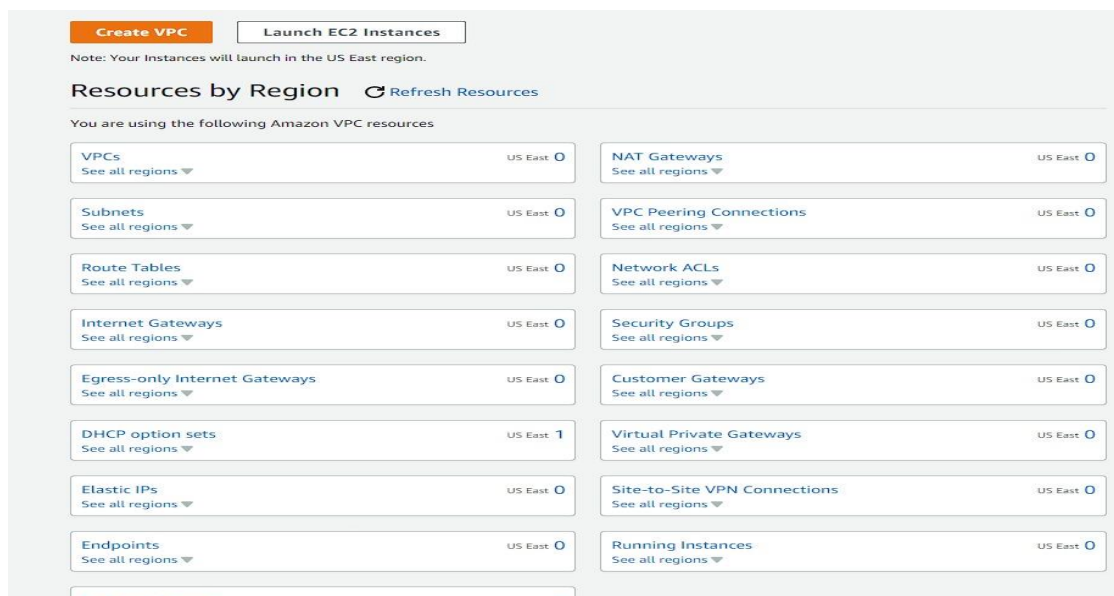 Create VPC
Launch EC2 Instances
Note: Your Instances will launch in the US East region.
Resources by Region
Refresh Resources
You are using the following Amazon VPC resources
VPCs US East 0
See all regions
NAT Gateways US East 0
See all regions
Subnets US East 0
See all regions
VPC Peering Connections US East 0
See all regions
Route Tables US East 0
See all regions
Network ACLs US East 0
See all regions
Internet Gateways US East 0
See all regions
Security Groups US East 0
See all regions
Egress-only Internet Gateways US East 0
See all regions
Customer Gateways US East 0
See all regions
DHCP option sets US East 1
See all regions
Virtual Private Gateways US East 0
See all regions
Elastic IPs US East 0
See all regions
Site-to-Site VPN Connections US East 0
See all regions
Endpoints US East 0
See all regions
Running Instances US East 0
See all regions